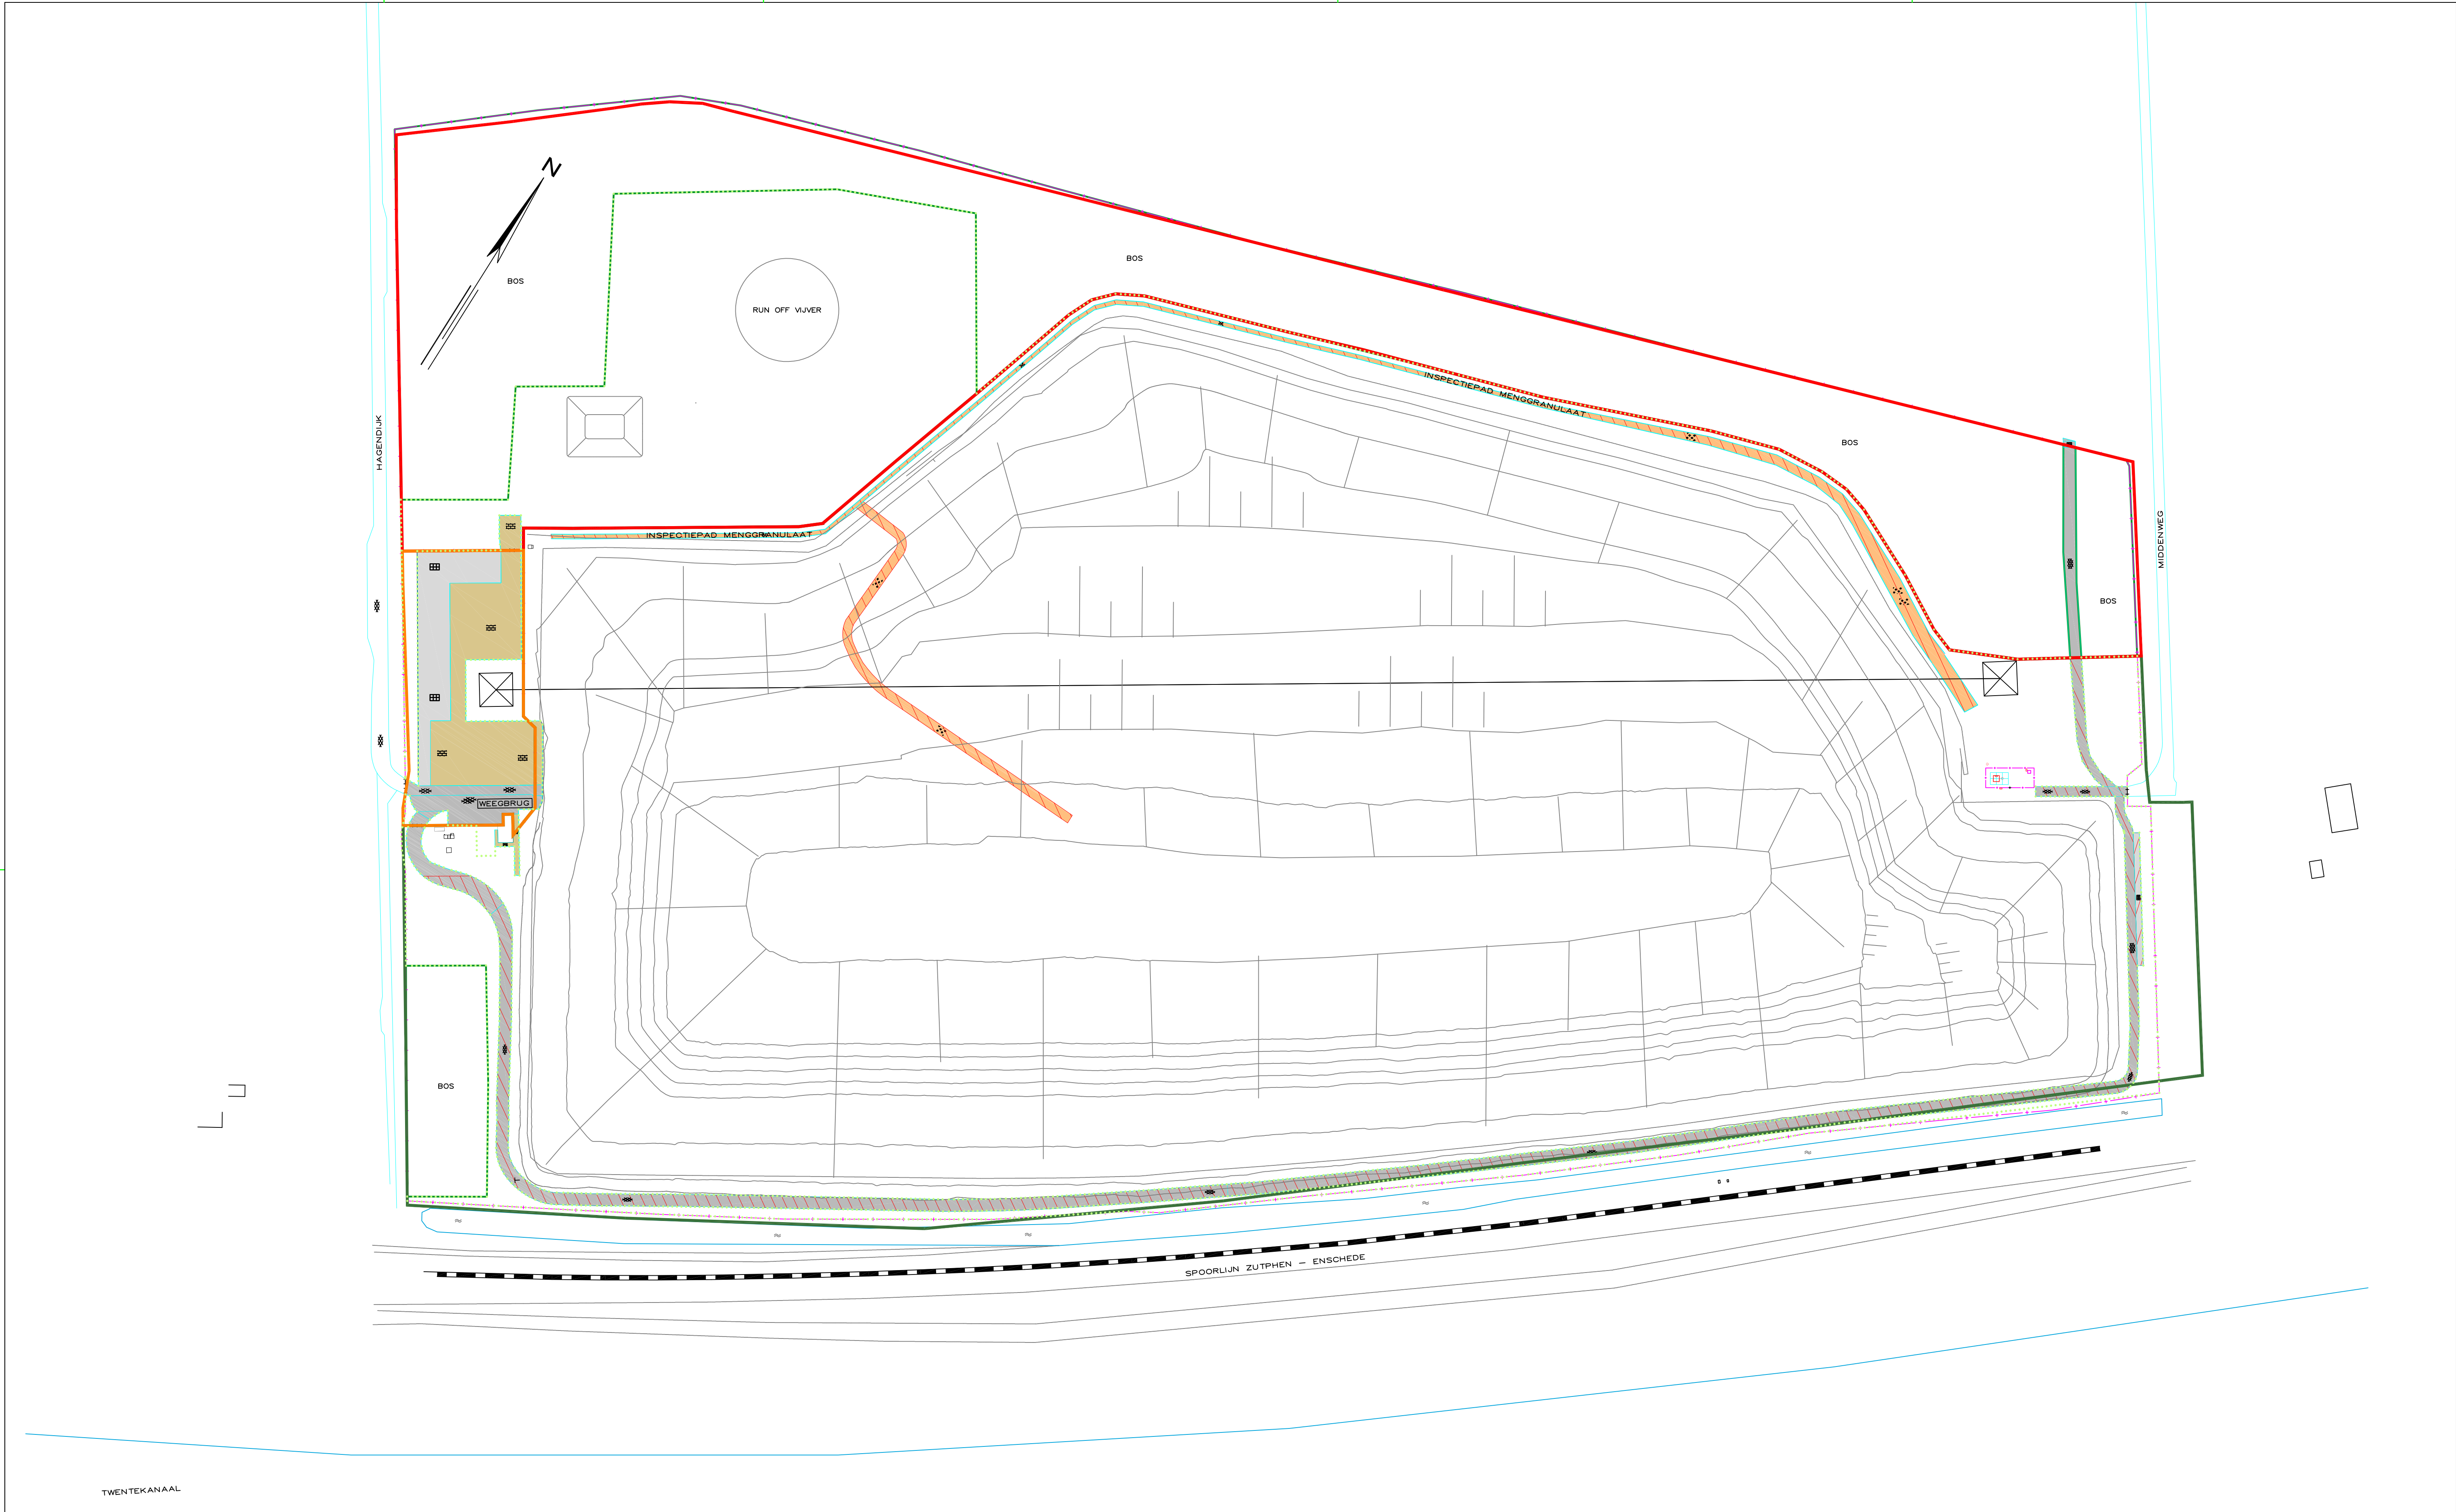 N
BOS
BOS
RUN OFF VIJVER
INSPECTIEPAD MENGGRANULAAT
HAGENDIJK
BOS
INSPECTIEPAD MENGGRANULAAT
MIDDENWEG
BOS
WEEGBRUG
BOS
SPOORLIJN ZUTPHEN – ENSCHEDE
TWENTEKANAAL